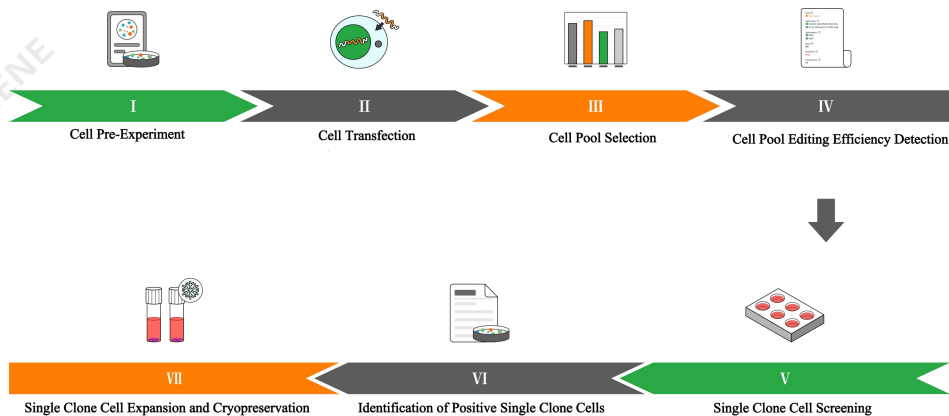 I
II
III
IV
Cell Pre-Experiment
Cell Transfection
Cell Pool Selection
Cell Pool Editing Efficiency Detection
VII
VI
V
Single Clone Cell Expansion and Cryopreservation
Identification of Positive Single Clone Cells
Single Clone Cell Screening